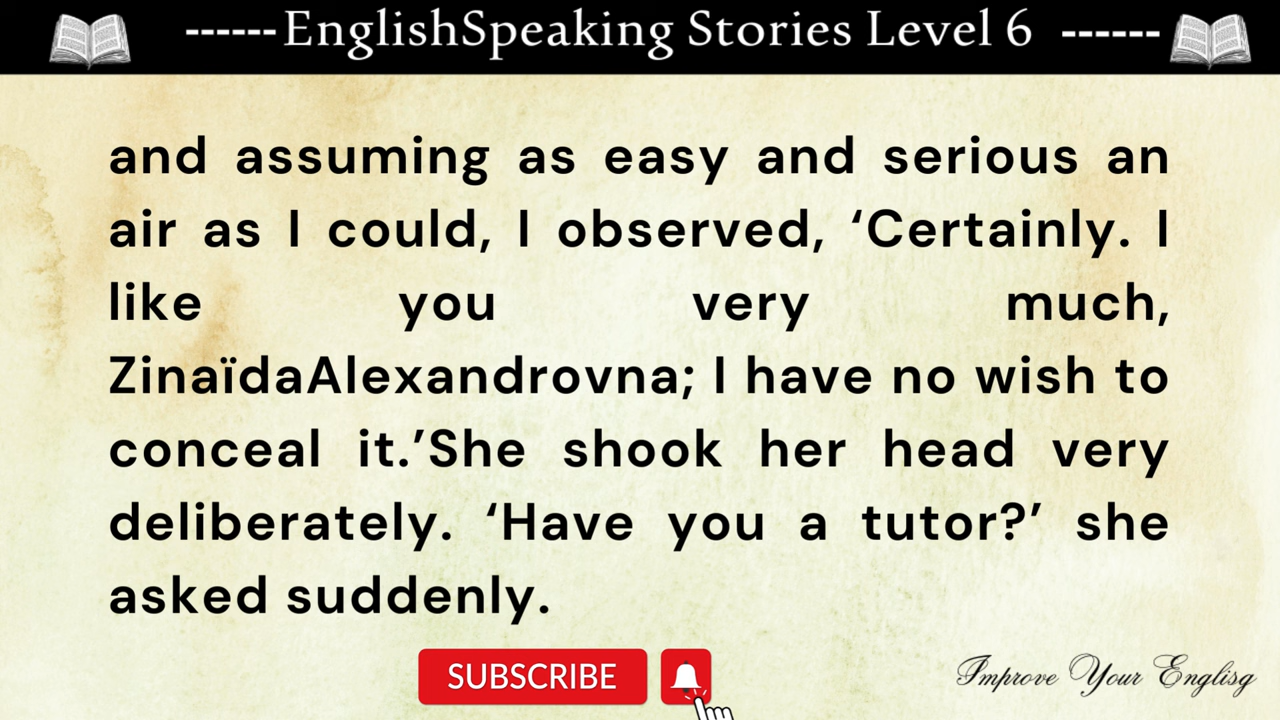 ------EnglishSpeaking Stories Level 6 ------
and assuming as easy and serious an
air as I could, I observed, ‘Certainly. I
like you very much,
ZinaïdaAlexandrovna; I have no wish to
conceal it.’She shook her head very
deliberately. ‘Have you a tutor?’ she
asked suddenly.
SUBSCRIBE
Improve Your Englisg